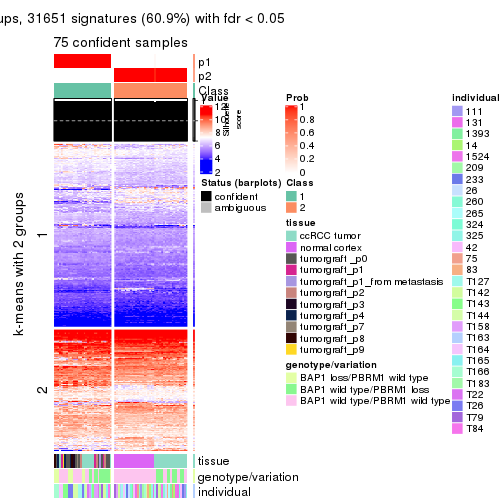 ups, 31651 signatures (60.9%) with fdr < 0.05
75 confident samples
p1
p2
Class
Silhouette score
k-means with 2 groups
1
2
tissue
genotype/variation
individual
Value
12
10
8
6
4
2
Prob
1
0.8
0.6
0.4
0.2
0
Status (barplots)
confident
ambiguous
Class
1
2
tissue
ccRCC tumor
normal cortex
tumorgraft_p0
tumorgraft_p1
tumorgraft_p1_from metastasis
tumorgraft_p2
tumorgraft_p3
tumorgraft_p4
tumorgraft_p7
tumorgraft_p8
tumorgraft_p9
genotype/variation
BAP1 loss/PBRM1 wild type
BAP1 wild type/PBRM1 loss
BAP1 wild type/PBRM1 wild type
Individual
111
131
1393
14
1524
209
233
26
260
265
324
325
42
75
83
T127
T142
T143
T144
T158
T163
T164
T165
T166
T183
T22
T26
T79
T84